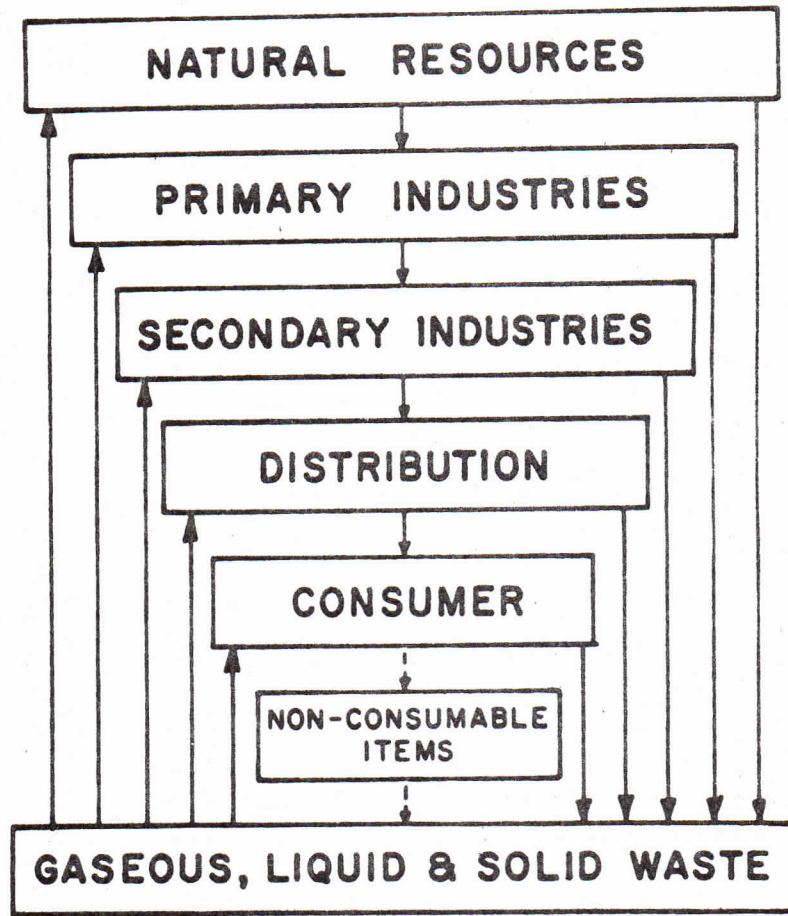 NATURAL RESOURCES
PRIMARY INDUSTRIES
SECONDARY INDUSTRIES
DISTRIBUTION
CONSUMER
NON-CONSUMABLE
ITEMS
GASEOUS, LIQUID & SOLID WASTE